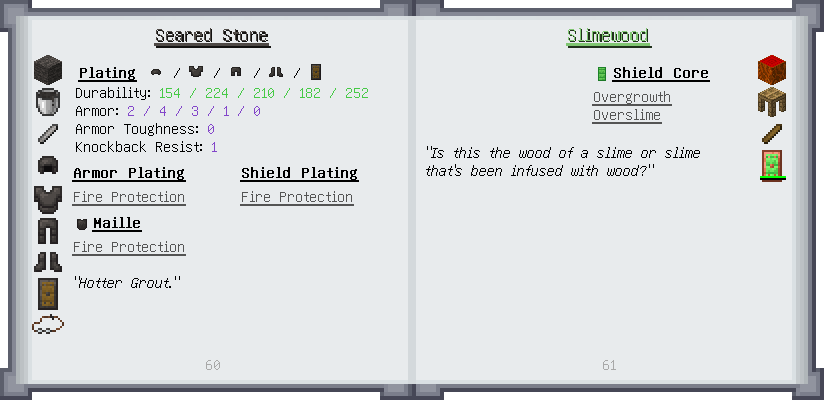 Seared Stone
Plating / / / /
Durability: 154 / 224 / 210 / 182 / 252
Armor: 2 / 4 / 3 / 1 / 0
Armor Toughness: 0
Knockback Resist: 1
Armor Plating Shield Plating
Fire Protection Fire Protection
Maille
Fire Protection
"Hotter Grout."
60
Slimewood
Shield Core
Overgrowth
Overslime
"Is this the wood of a slime or slime
that's been infused with wood?"
61